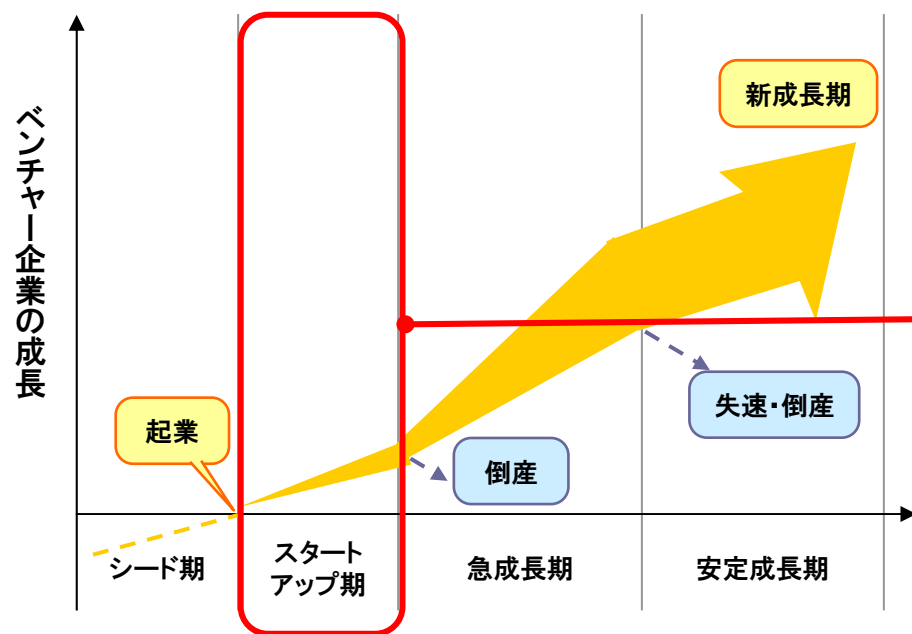 ベンチャー企業の成長
新成長期
失速・倒産
起業
倒産
シード期
スタート
アップ期
急成長期
安定成長期